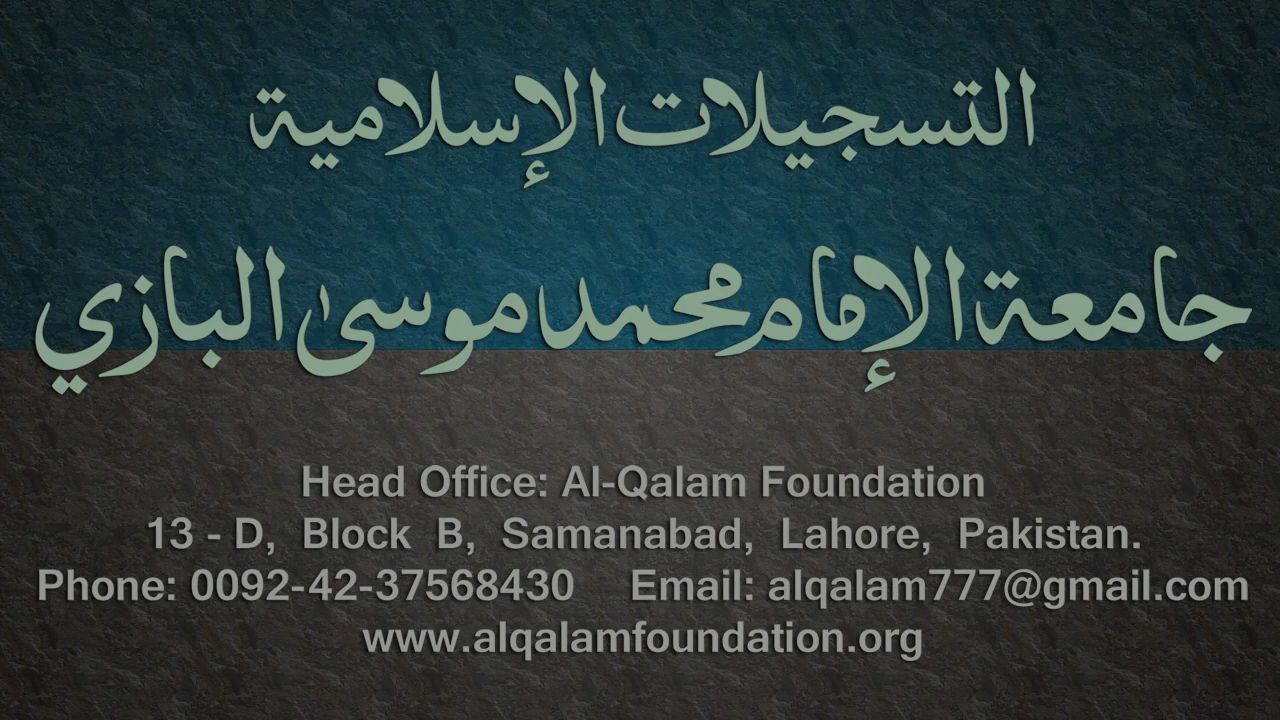 التسجيلات الإسلامية
جامعة الإمام محمد موسىٰ البازي
Head Office: Al-Qalam Foundation
13 - D, Block B, Samanabad, Lahore, Pakistan.
Phone: 0092-42-37568430 Email: alqalam777@gmail.com
www.alqalamfoundation.org